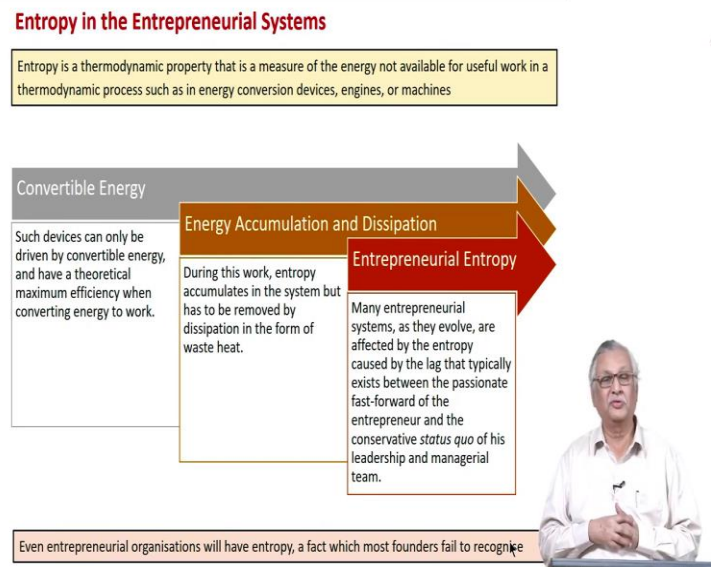 Entropy in the Entrepreneurial Systems
Entropy is a thermodynamic property that is a measure of the energy not available for useful work in a
thermodynamic process such as in energy conversion devices, engines, or machines
Convertible Energy
Such devices can only be
driven by convertible energy,
and have a theoretical
maximum efficiency when
converting energy to work.
Energy Accumulation and Dissipation
During this work, entropy
accumulates in the system but
has to be removed by
dissipation in the form of
waste heat.
Entrepreneurial Entropy
Many entrepreneurial
systems, as they evolve, are
affected by the entropy
caused by the lag that typically
exists between the passionate
fast-forward of the
entrepreneur and the
conservative status quo of his
leadership and managerial
team.
Even entrepreneurial organisations will have entropy, a fact which most founders fail to recognise